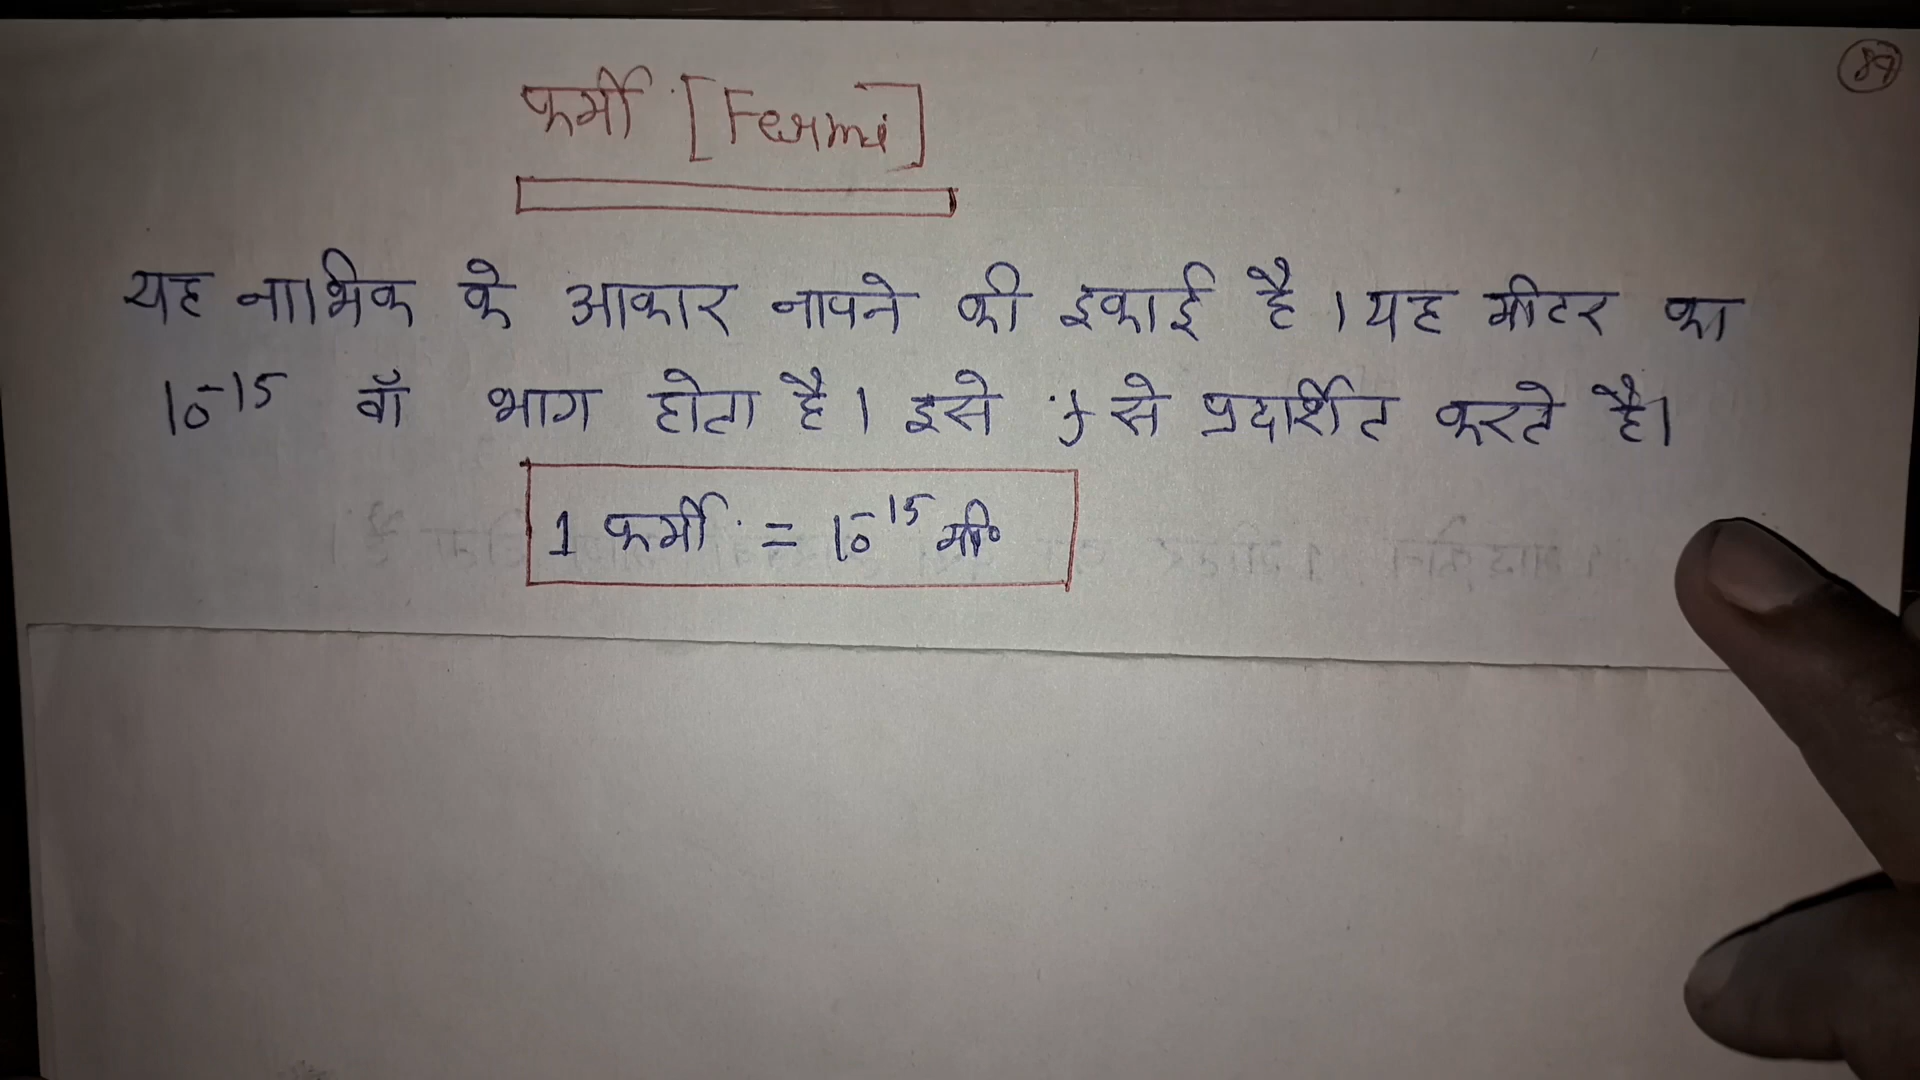 फर्मी [Fermi]
यह नाभिक के आकार नापने की इकाई है । यह मीटर का
10⁻¹⁵ वाँ भाग होता है । इसे f से प्रदर्शित करते है।
1 फर्मी = 10⁻¹⁵ मी०